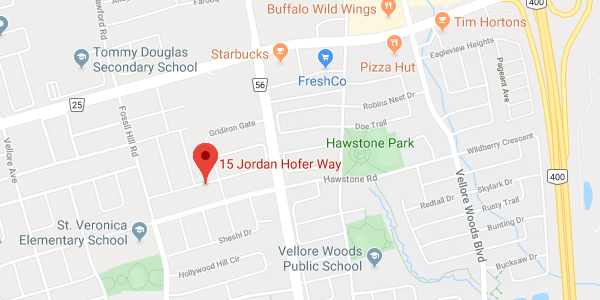 Buffalo Wild Wings
Farooq
400
Tim Hortons
Tommy Douglas
Secondary School
Starbucks
FreshCo
Pizza Hut
Eagleview Heights
56
25
Pageant Ave
Robins Nest Dr
Fossil Hill Rd
Gridiron Gate
Doe Trail
Hawstone Park
Wildberry Crescent
Vellore Ave
15 Jordan Hofer Way
Hawstone Rd
400
Skylark Dr
Redtail Dr
Rusty Trail
Vellore Woods Blvd
Bunting Dr
St. Veronica
Elementary School
Sheshi Dr
Vellore Woods
Public School
Hollywood Hill Cir
Bucksaw Dr